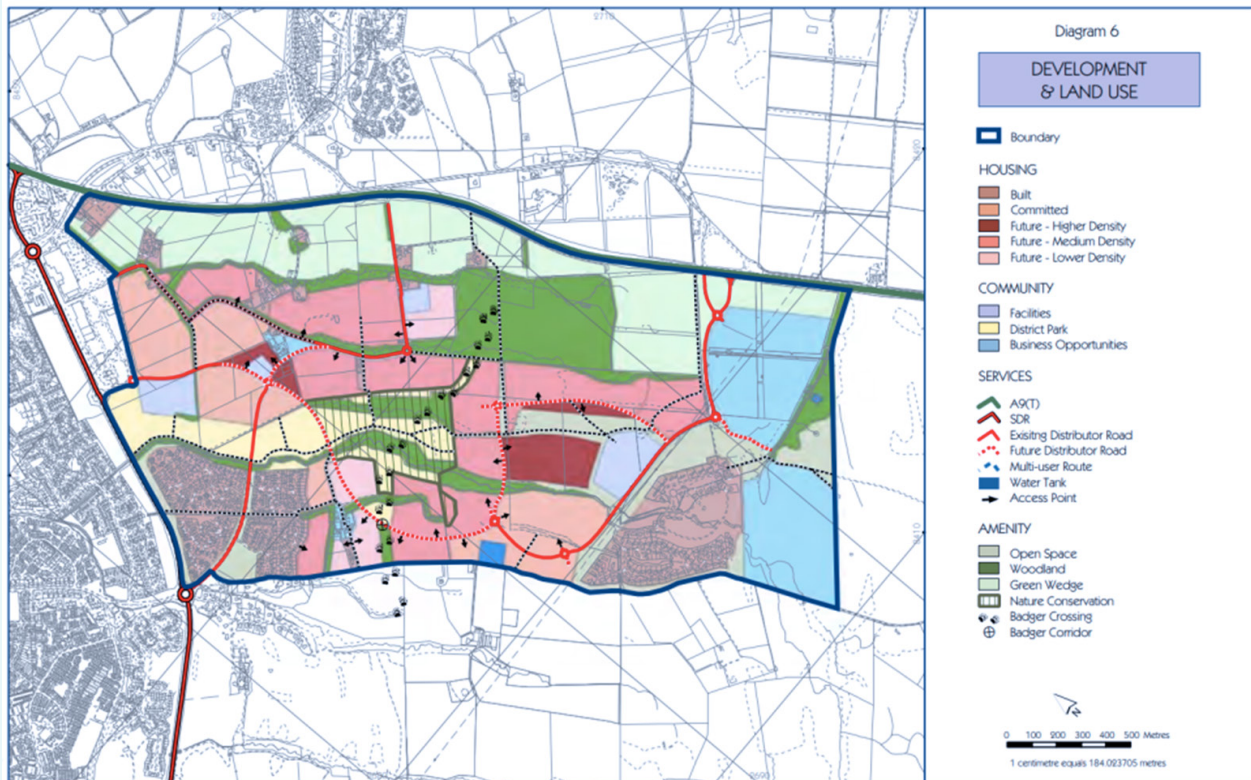 Diagram 6
DEVELOPMENT
& LAND USE
Boundary
HOUSING
Built
Committed
Future - Higher Density
Future - Medium Density
Future - Lower Density
COMMUNITY
Facilities
District Park
Business Opportunities
SERVICES
A9(T)
SDR
Exisitng Distributor Road
Future Distributor Road
Multi-user Route
Water Tank
Access Point
AMENITY
Open Space
Woodland
Green Wedge
Nature Conservation
Badger Crossing
Badger Corridor
0 100 200 300 400 500 Metres
1 centimetre equals 184.023705 metres